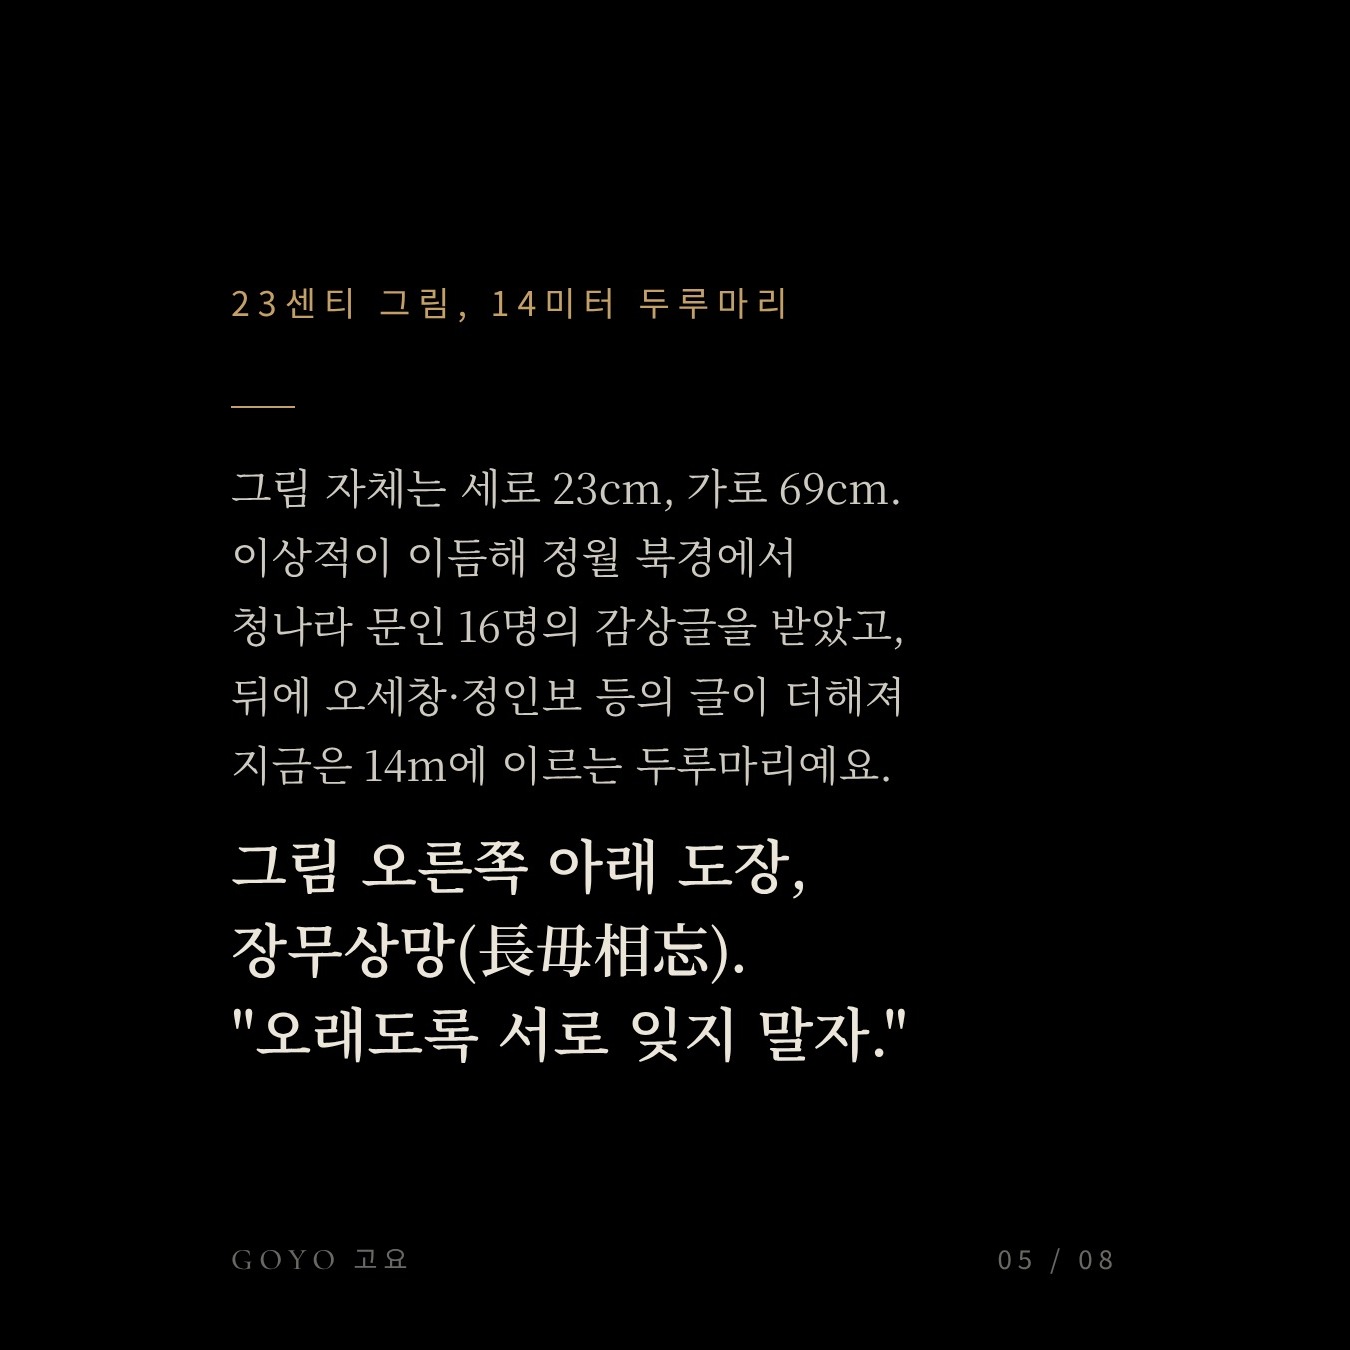 23센티 그림, 14미터 두루마리
그림 자체는 세로 23cm, 가로 69cm.
이상적이 이듬해 정월 북경에서
청나라 문인 16명의 감상글을 받았고,
뒤에 오세창·정인보 등의 글이 더해져
지금은 14m에 이르는 두루마리예요.
그림 오른쪽 아래 도장,
장무상망(長毋相忘).
"오래도록 서로 잊지 말자."
GOYO 고요
05 / 08